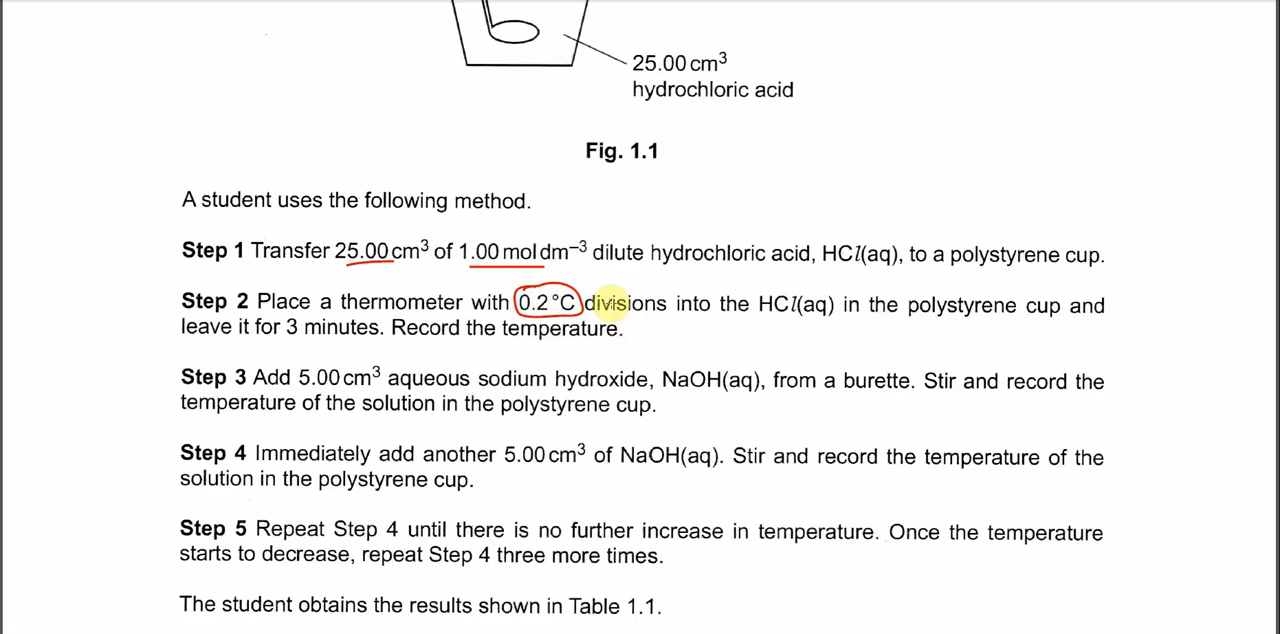 25.00 cm³
hydrochloric acid
Fig. 1.1
A student uses the following method.
Step 1 Transfer 25.00 cm³ of 1.00 mol dm⁻³ dilute hydrochloric acid, HCl(aq), to a polystyrene cup.
Step 2 Place a thermometer with 0.2 °C divisions into the HCl(aq) in the polystyrene cup and
leave it for 3 minutes. Record the temperature.
Step 3 Add 5.00 cm³ aqueous sodium hydroxide, NaOH(aq), from a burette. Stir and record the
temperature of the solution in the polystyrene cup.
Step 4 Immediately add another 5.00 cm³ of NaOH(aq). Stir and record the temperature of the
solution in the polystyrene cup.
Step 5 Repeat Step 4 until there is no further increase in temperature. Once the temperature
starts to decrease, repeat Step 4 three more times.
The student obtains the results shown in Table 1.1.